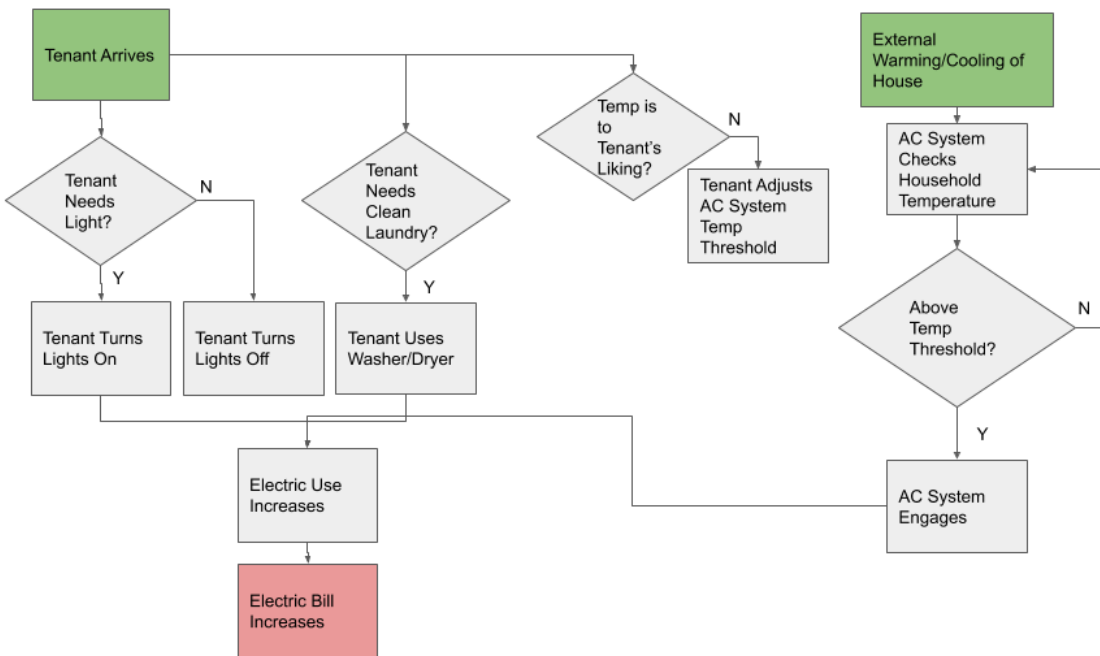 Tenant Arrives
External
Warming/Cooling of
House
Temp is
to
Tenant's
Liking?
N
AC System
Checks
Household
Temperature
Tenant
Needs
Light?
N
Y
Tenant
Needs
Clean
Laundry?
Y
Tenant Adjusts
AC System
Temp
Threshold
Above
Temp
Threshold?
N
Y
Tenant Turns
Lights On
Tenant Turns
Lights Off
Tenant Uses
Washer/Dryer
Electric Use
Increases
AC System
Engages
Electric Bill
Increases